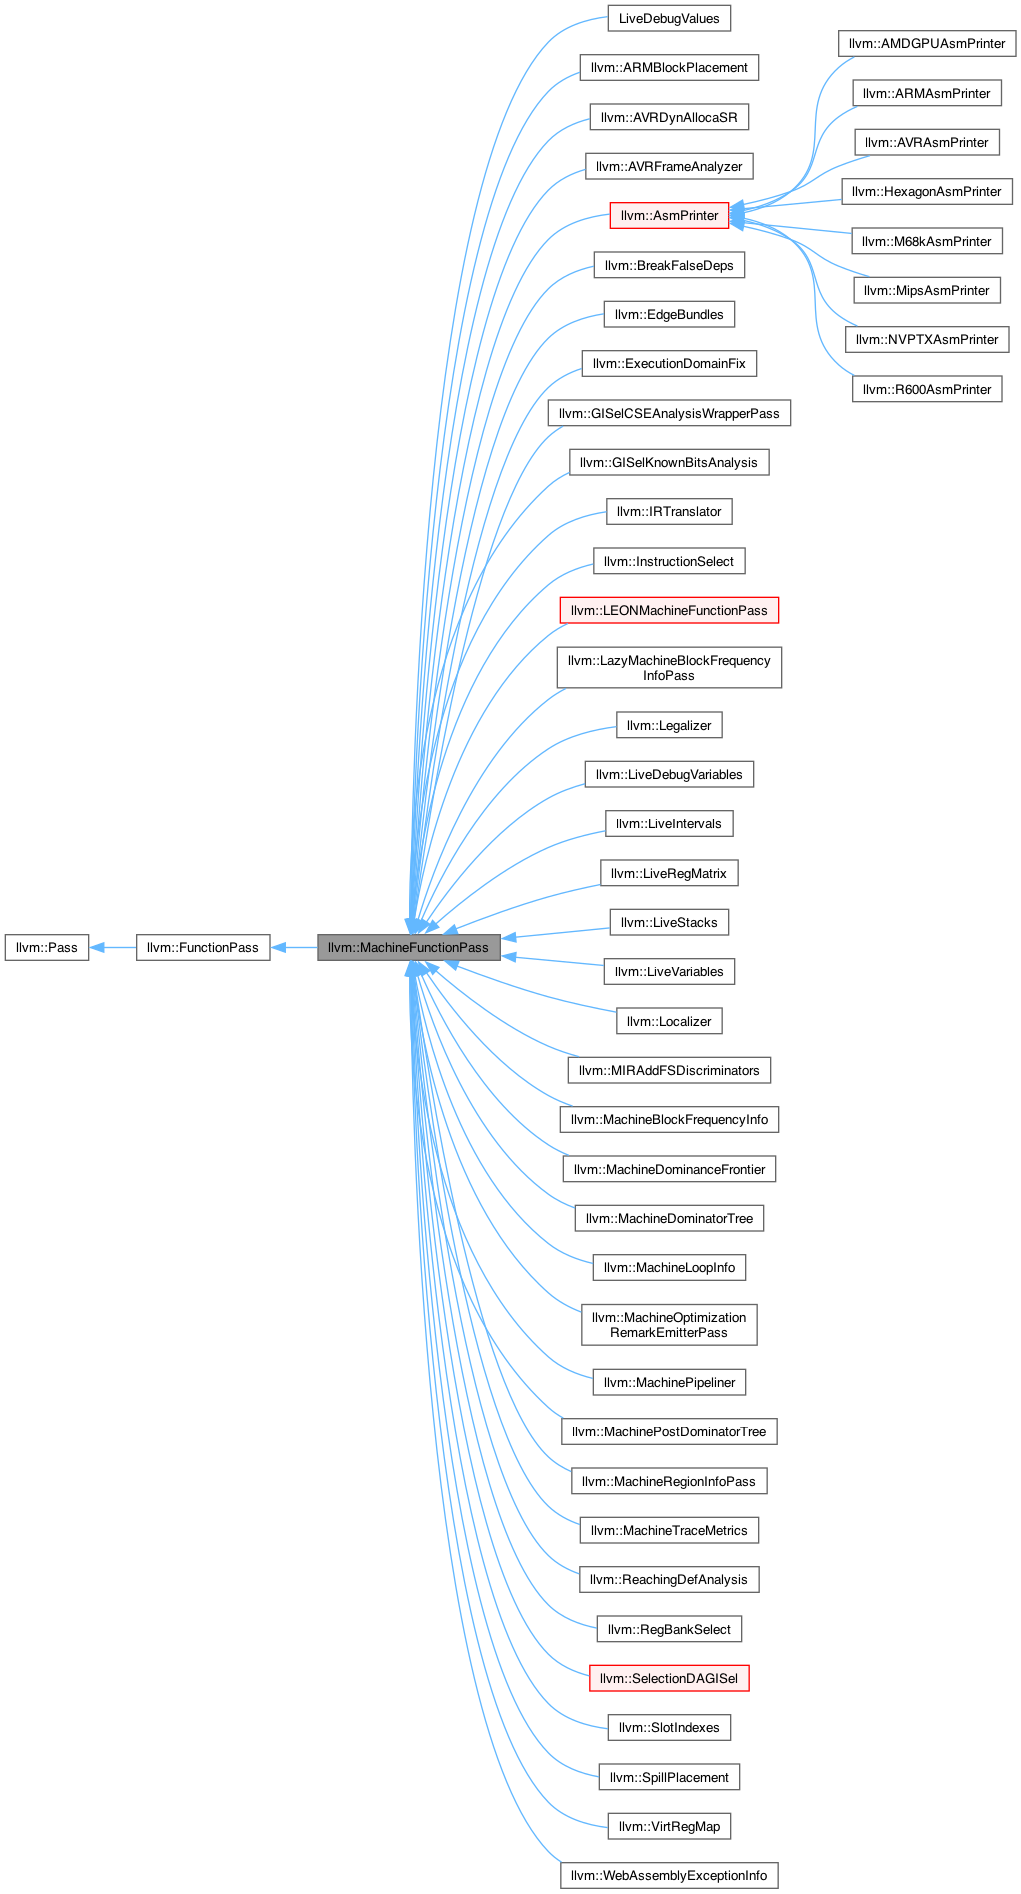 llvm::Pass
llvm::FunctionPass
llvm::MachineFunctionPass
LiveDebugValues
llvm::ARMBlockPlacement
llvm::AVRDynAllocaSR
llvm::AVRFrameAnalyzer
llvm::AsmPrinter
llvm::AMDGPUAsmPrinter
llvm::ARMAsmPrinter
llvm::AVRAsmPrinter
llvm::HexagonAsmPrinter
llvm::M68kAsmPrinter
llvm::MipsAsmPrinter
llvm::NVPTXAsmPrinter
llvm::R600AsmPrinter
llvm::BreakFalseDeps
llvm::EdgeBundles
llvm::ExecutionDomainFix
llvm::GISelCSEAnalysisWrapperPass
llvm::GISelKnownBitsAnalysis
llvm::IRTranslator
llvm::InstructionSelect
llvm::LEONMachineFunctionPass
llvm::LazyMachineBlockFrequency
InfoPass
llvm::Legalizer
llvm::LiveDebugVariables
llvm::LiveIntervals
llvm::LiveRegMatrix
llvm::LiveStacks
llvm::LiveVariables
llvm::Localizer
llvm::MIRAddFSDiscriminators
llvm::MachineBlockFrequencyInfo
llvm::MachineDominanceFrontier
llvm::MachineDominatorTree
llvm::MachineLoopInfo
llvm::MachineOptimization
RemarkEmitterPass
llvm::MachinePipeliner
llvm::MachinePostDominatorTree
llvm::MachineRegionInfoPass
llvm::MachineTraceMetrics
llvm::ReachingDefAnalysis
llvm::RegBankSelect
llvm::SelectionDAGISel
llvm::SlotIndexes
llvm::SpillPlacement
llvm::VirtRegMap
llvm::WebAssemblyExceptionInfo